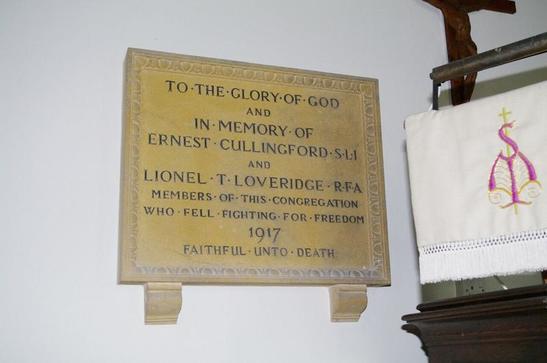 TO·THE·GLORY·OF·GOD
AND
IN·MEMORY·OF
ERNEST·CULLINGFORD·S·L·I
AND
LIONEL·T·LOVERIDGE·R·F·A
MEMBERS·OF·THIS·CONGREGATION
WHO·FELL·FIGHTING·FOR·FREEDOM
1917
FAITHFUL·UNTO·DEATH